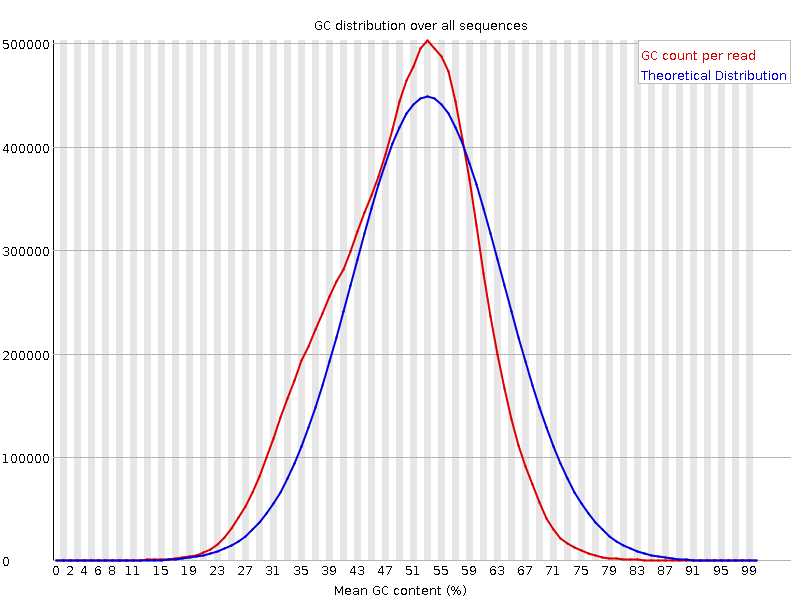 GC distribution over all sequences
GC count per read
Theoretical Distribution
500000
400000
300000
200000
100000
0
0 2 4 6 8 11 15 19 23 27 31 35 39 43 47 51 55 59 63 67 71 75 79 83 87 91 95 99
Mean GC content (%)